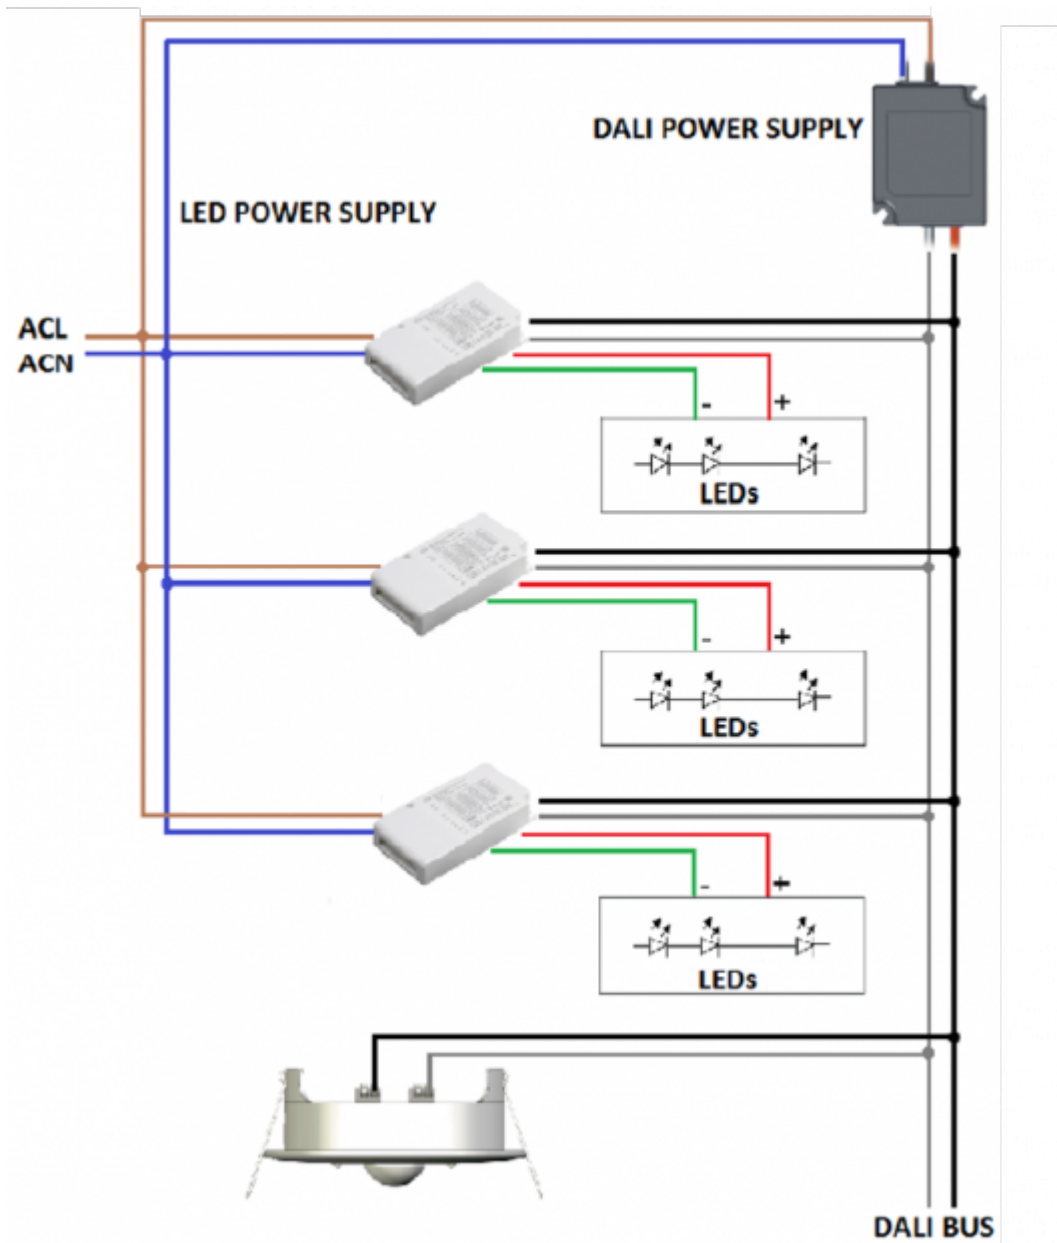 DALI POWER SUPPLY
LED POWER SUPPLY
ACL
ACN
- +
LEDs
- +
LEDs
- +
LEDs
DALI BUS